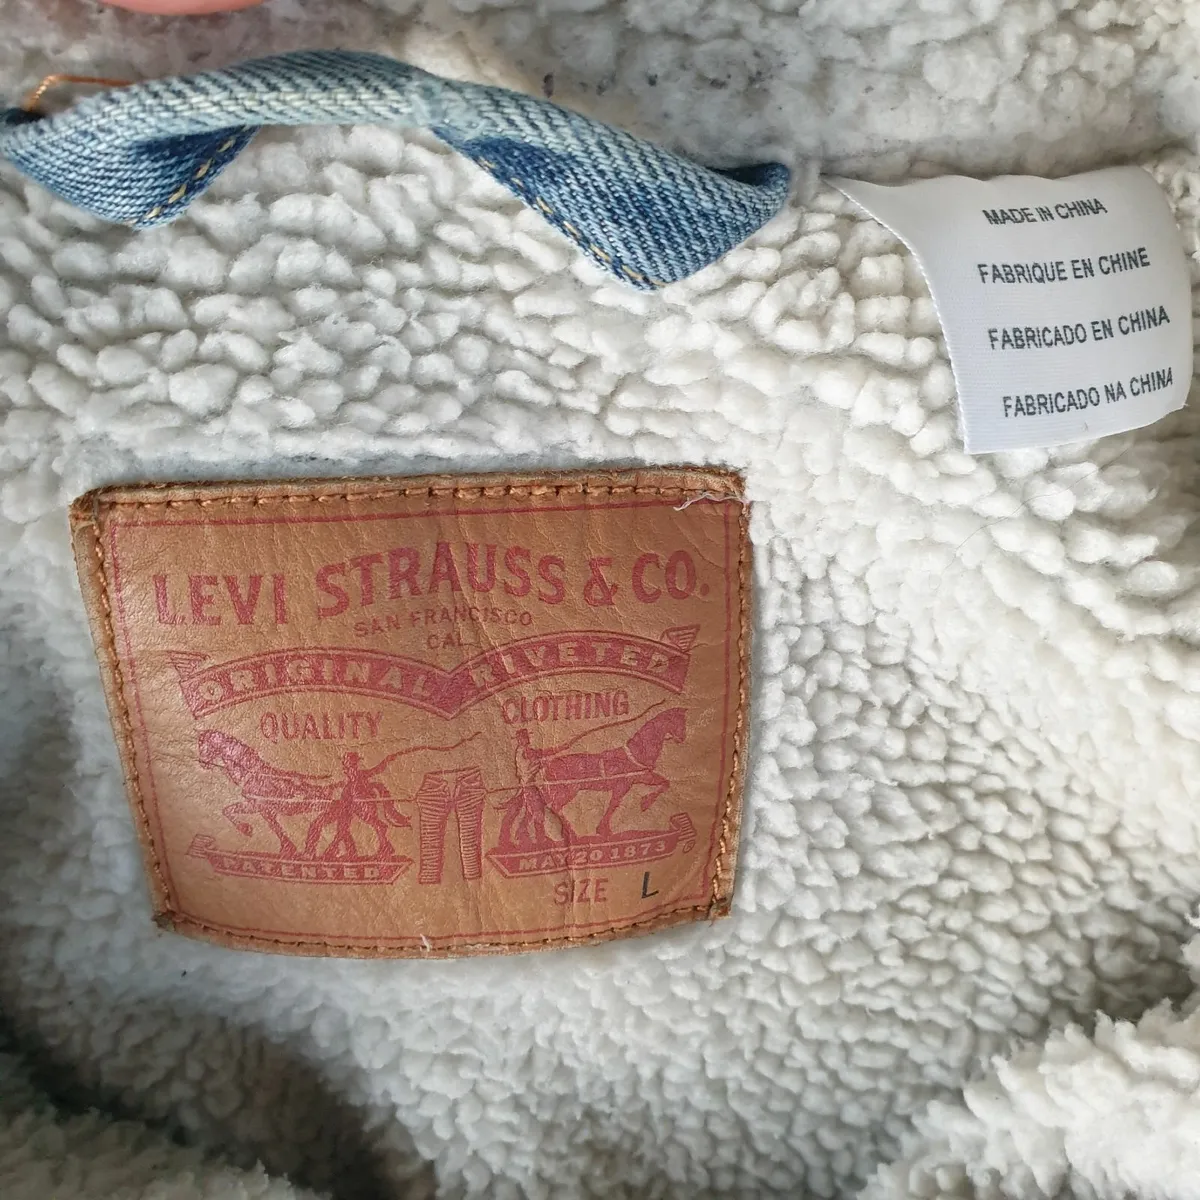 MADE IN CHINA
FABRIQUE EN CHINE
FABRICADO EN CHINA
FABRICADO NA CHINA
LEVI STRAUSS & CO.
SAN FRANCISCO
CAL
ORIGINAL RIVETED
QUALITY CLOTHING
PATENTED MAY 20 1873 ®
SIZE L